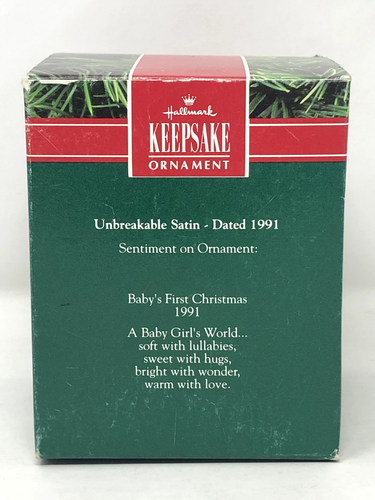 Hallmark
KEEPSAKE
ORNAMENT
Unbreakable Satin - Dated 1991
Sentiment on Ornament:
Baby's First Christmas
1991
A Baby Girl's World...
soft with lullabies,
sweet with hugs,
bright with wonder,
warm with love.